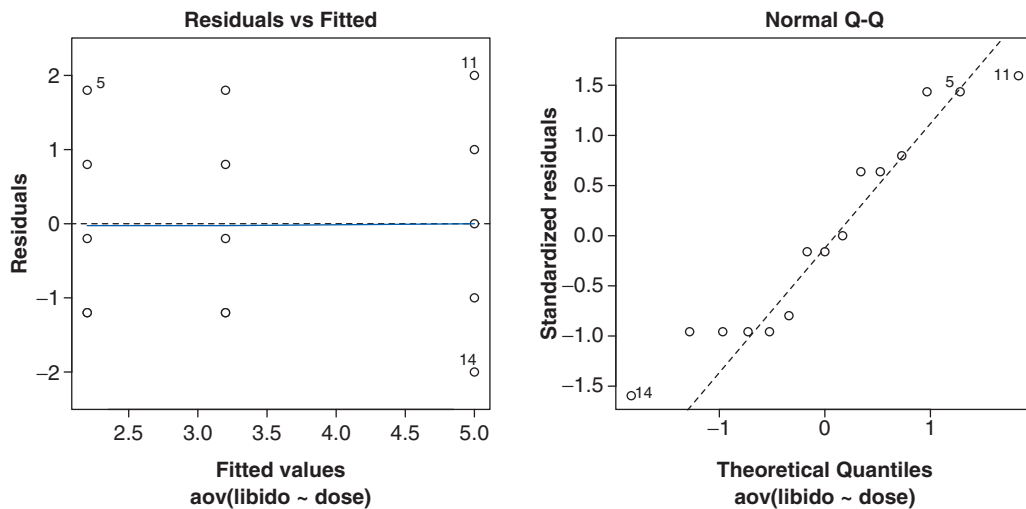 Residuals vs Fitted
Residuals
2
1
0
−1
−2
5
11
14
2.5 3.0 3.5 4.0 4.5 5.0
Fitted values
aov(libido ~ dose)
Normal Q-Q
Standardized residuals
1.5
1.0
0.5
0.0
−0.5
−1.0
−1.5
5
11
14
−1 0 1
Theoretical Quantiles
aov(libido ~ dose)